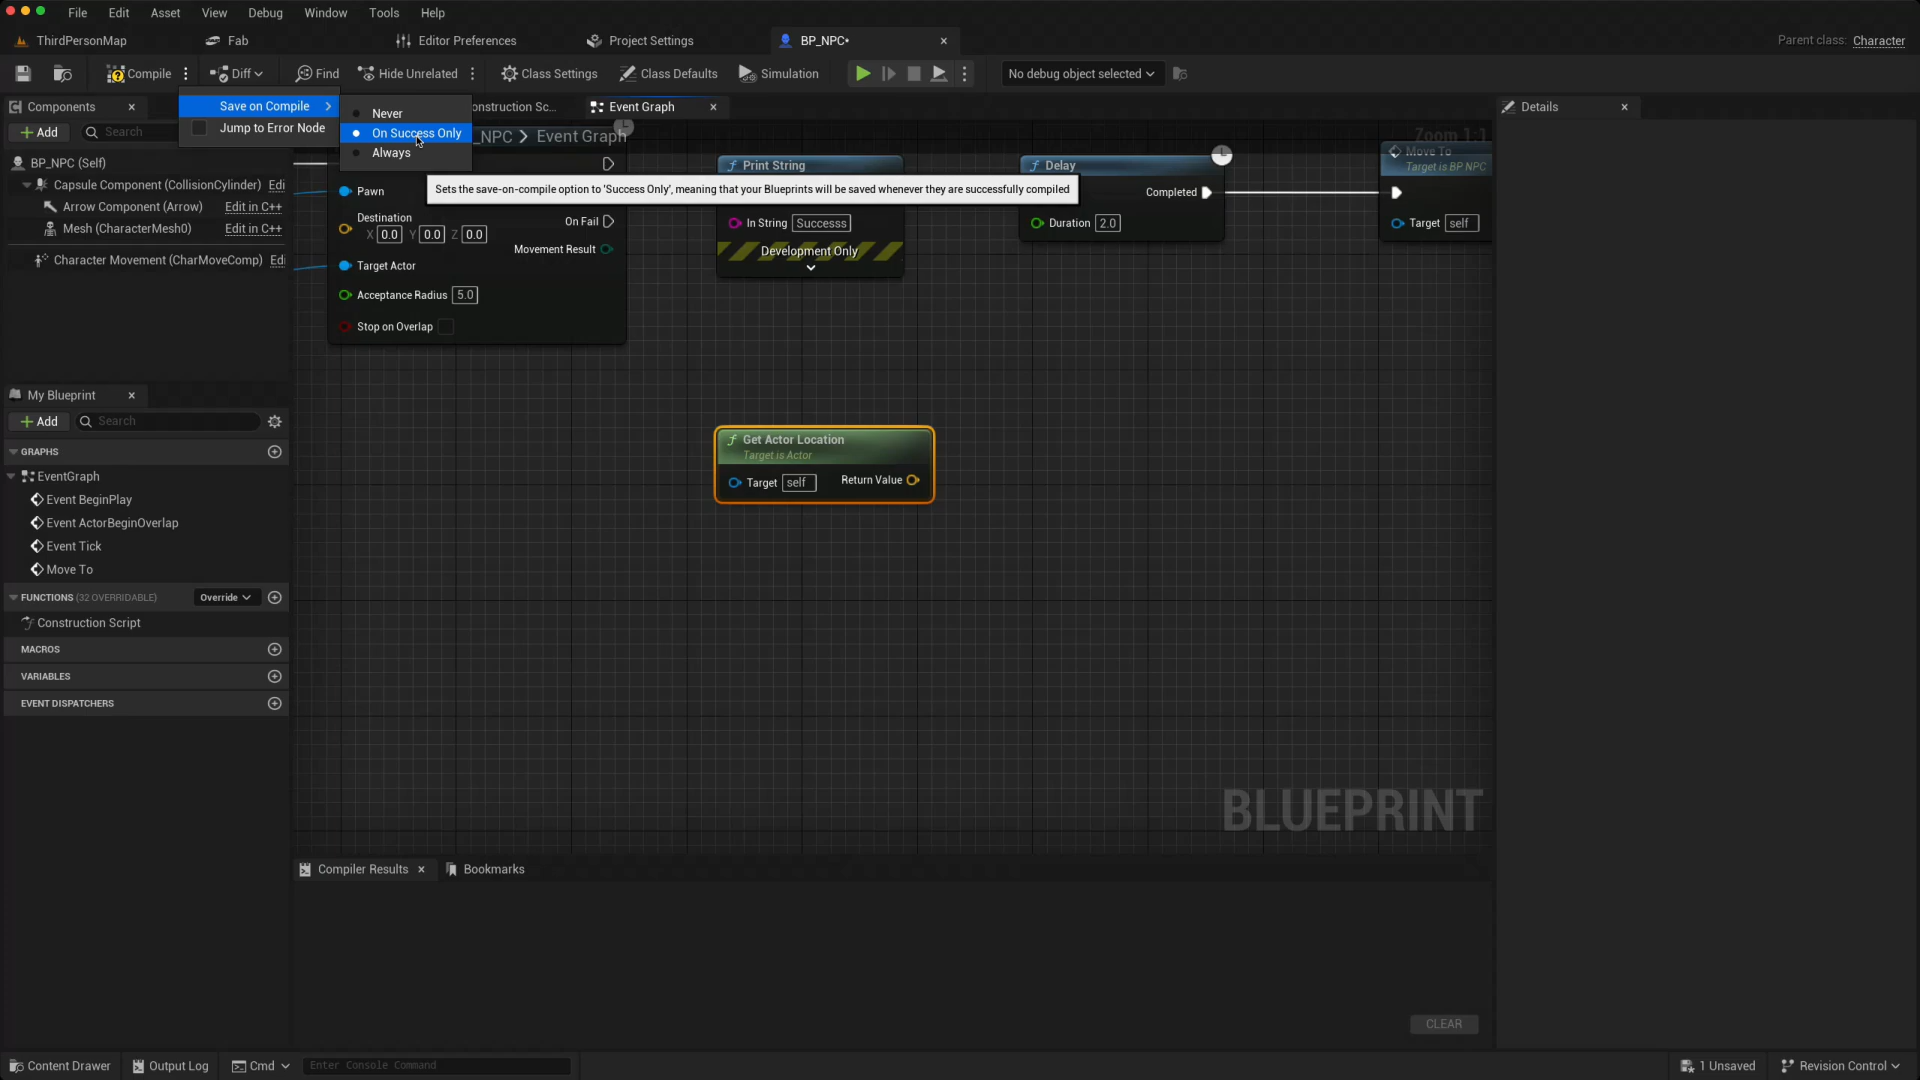 File Edit Asset View Debug Window Tools Help
ThirdPersonMap Fab Editor Preferences Project Settings BP_NPC• Parent class: Character
Compile Diff Find Hide Unrelated Class Settings Class Defaults Simulation No debug object selected
Components Save on Compile Never onstruction Sc... Event Graph Details
Add Search Jump to Error Node On Success Only _NPC > Event Graph Zoom 1:1
Always
BP_NPC (Self)
Capsule Component (CollisionCylinder) Edi
Arrow Component (Arrow) Edit in C++
Mesh (CharacterMesh0) Edit in C++
Character Movement (CharMoveComp) Edi
Sets the save-on-compile option to 'Success Only', meaning that your Blueprints will be saved whenever they are successfully compiled
Pawn
Destination
X 0.0 Y 0.0 Z 0.0
On Fail
Movement Result
Target Actor
Acceptance Radius 5.0
Stop on Overlap
Print String
In String Successs
Development Only
Delay
Completed
Duration 2.0
Move To
Target is BP NPC
Target self
Get Actor Location
Target is Actor
Target self Return Value
My Blueprint
Add Search
GRAPHS
EventGraph
Event BeginPlay
Event ActorBeginOverlap
Event Tick
Move To
FUNCTIONS (32 OVERRIDABLE) Override
Construction Script
MACROS
VARIABLES
EVENT DISPATCHERS
BLUEPRINT
Compiler Results Bookmarks
CLEAR
Content Drawer Output Log Cmd Enter Console Command 1 Unsaved Revision Control